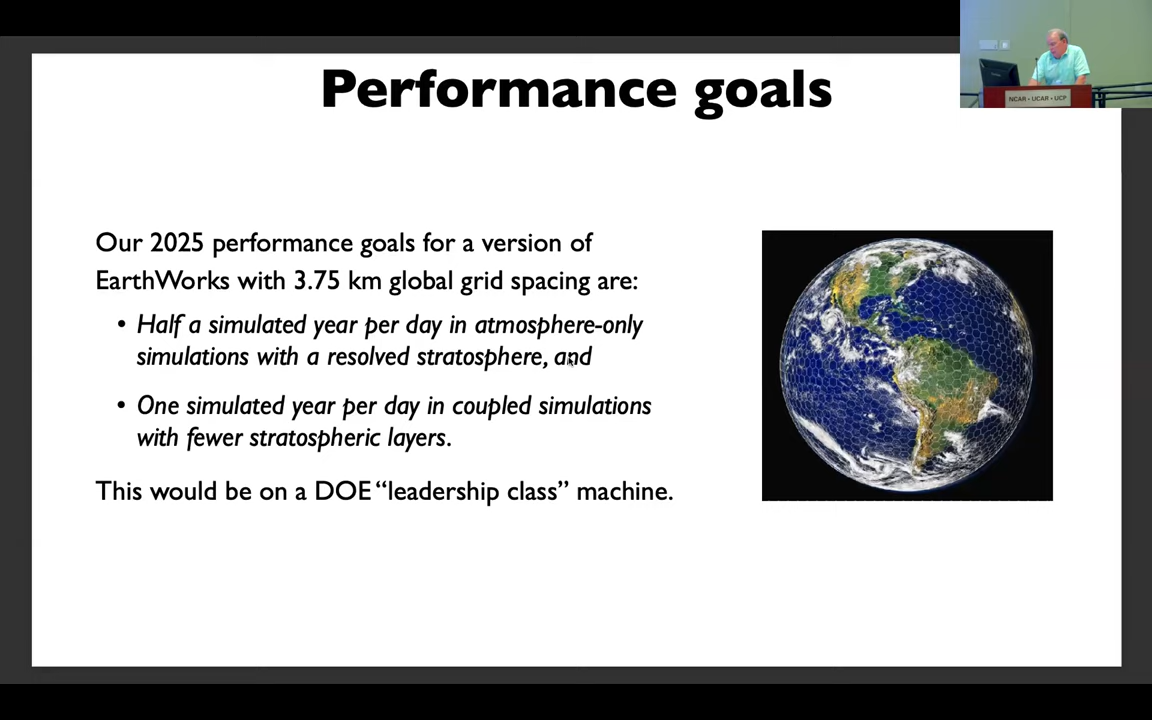 Performance goals
NCAR • UCAR • UCP
Our 2025 performance goals for a version of
EarthWorks with 3.75 km global grid spacing are:
• Half a simulated year per day in atmosphere-only
simulations with a resolved stratosphere, and
• One simulated year per day in coupled simulations
with fewer stratospheric layers.
This would be on a DOE “leadership class” machine.